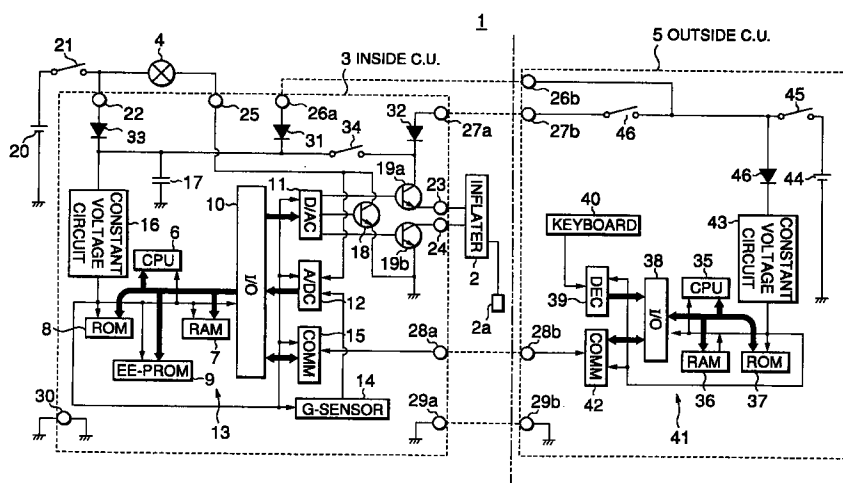 1
21
4
3 INSIDE C.U.
5 OUTSIDE C.U.
22
25
26a
32
27a
26b
27b
46
45
20
33
31
34
17
19a
23
24
19b
18
CONSTANT VOLTAGE CIRCUIT
16
10
11
D/AC
I/O
INFLATER
2
2a
6
CPU
A/DC
12
8
ROM
RAM
7
15
COMM
EE-PROM
9
13
14
G-SENSOR
28a
28b
30
29a
29b
40
KEYBOARD
46
44
43
CONSTANT VOLTAGE CIRCUIT
38
35
CPU
DEC
39
I/O
COMM
42
RAM
36
ROM
37
41